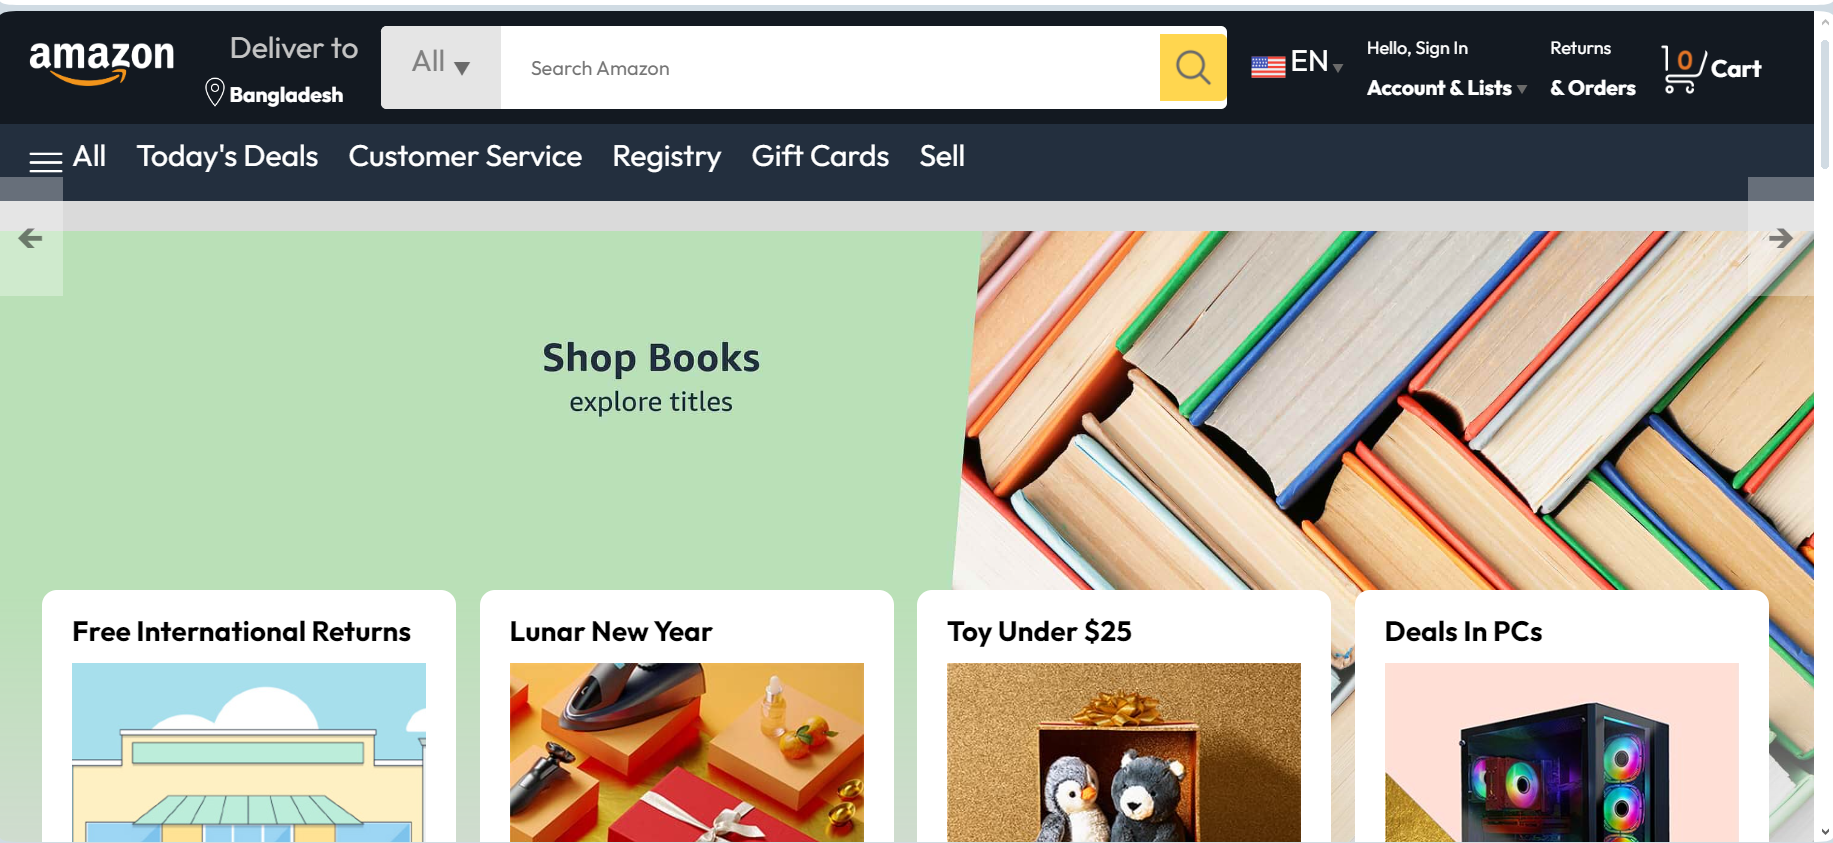 amazon
Deliver to
Bangladesh
All
Search Amazon
EN
Hello, Sign In
Account & Lists
Returns
& Orders
0
Cart
All
Today's Deals
Customer Service
Registry
Gift Cards
Sell
Shop Books
explore titles
Free International Returns
Lunar New Year
Toy Under $25
Deals In PCs